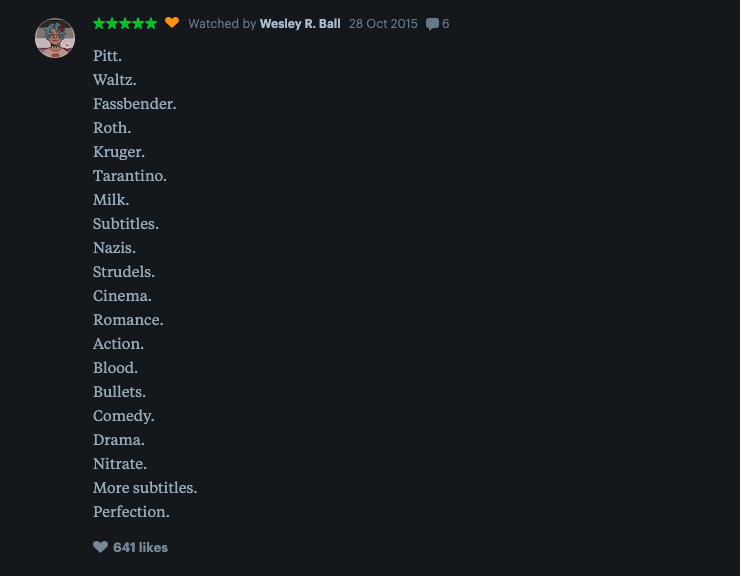 ★★★★★ Watched by Wesley R. Ball 28 Oct 2015 6
Pitt.
Waltz.
Fassbender.
Roth.
Kruger.
Tarantino.
Milk.
Subtitles.
Nazis.
Strudels.
Cinema.
Romance.
Action.
Blood.
Bullets.
Comedy.
Drama.
Nitrate.
More subtitles.
Perfection.
641 likes